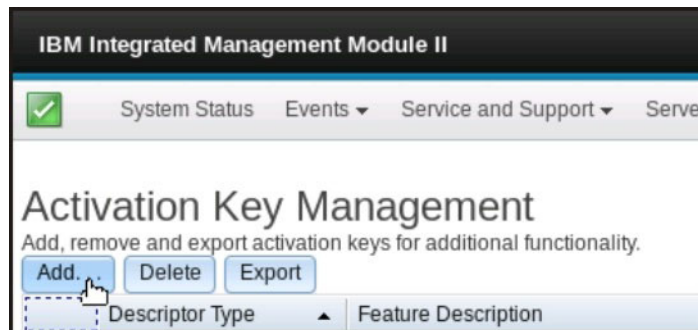 IBM Integrated Management Module II
System Status Events Service and Support Serve
Activation Key Management
Add, remove and export activation keys for additional functionality.
Add... Delete Export
Descriptor Type Feature Description